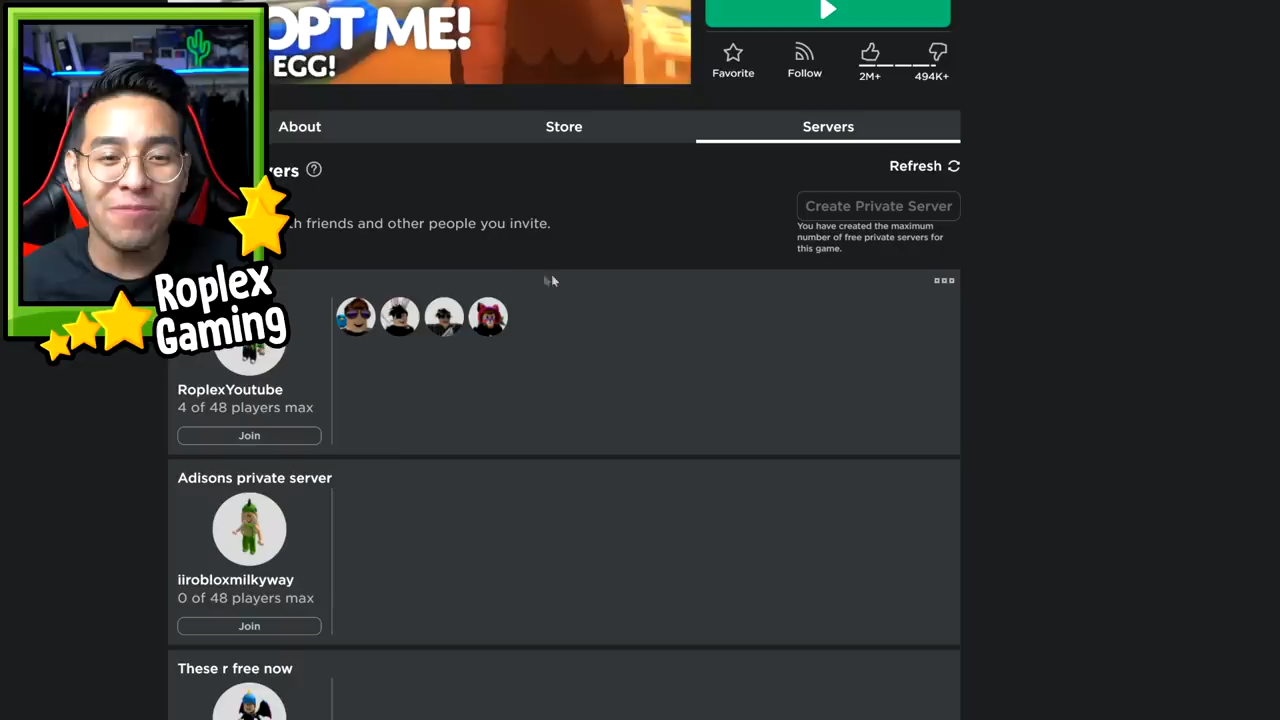 OPT ME!
EGG!
Favorite
Follow
2M+
494K+
About
Store
Servers
Refresh
Create Private Server
th friends and other people you invite.
You have created the maximum
number of free private servers for
this game.
Roplex
Gaming
RoplexYoutube
4 of 48 players max
Join
Adisons private server
iirobloxmilkyway
0 of 48 players max
Join
These r free now